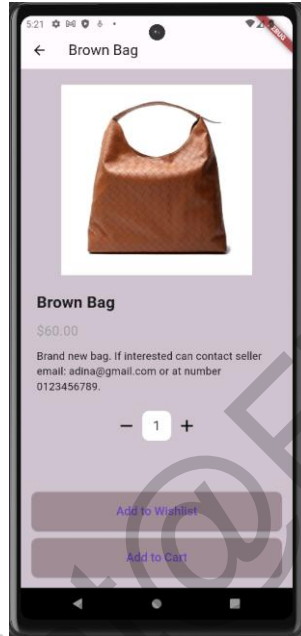 5:21
DEBUG
Brown Bag
Brown Bag
$60.00
Brand new bag. If interested can contact seller
email: adina@gmail.com or at number
0123456789.
1
Add to Wishlist
Add to Cart